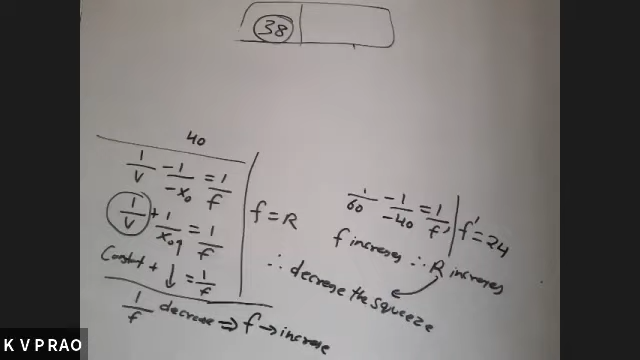 38
40
1/v - 1/-x₀ = 1/f
1/v + 1/x₀↑ = 1/f
Constant + ↓ = 1/f
1/f decrease ⇒ f → increase
f = R
1/60 - 1/-40 = 1/f' | f' = 24
f increases ∴ R increases
∴ decrease the squeeze
K V P RAO